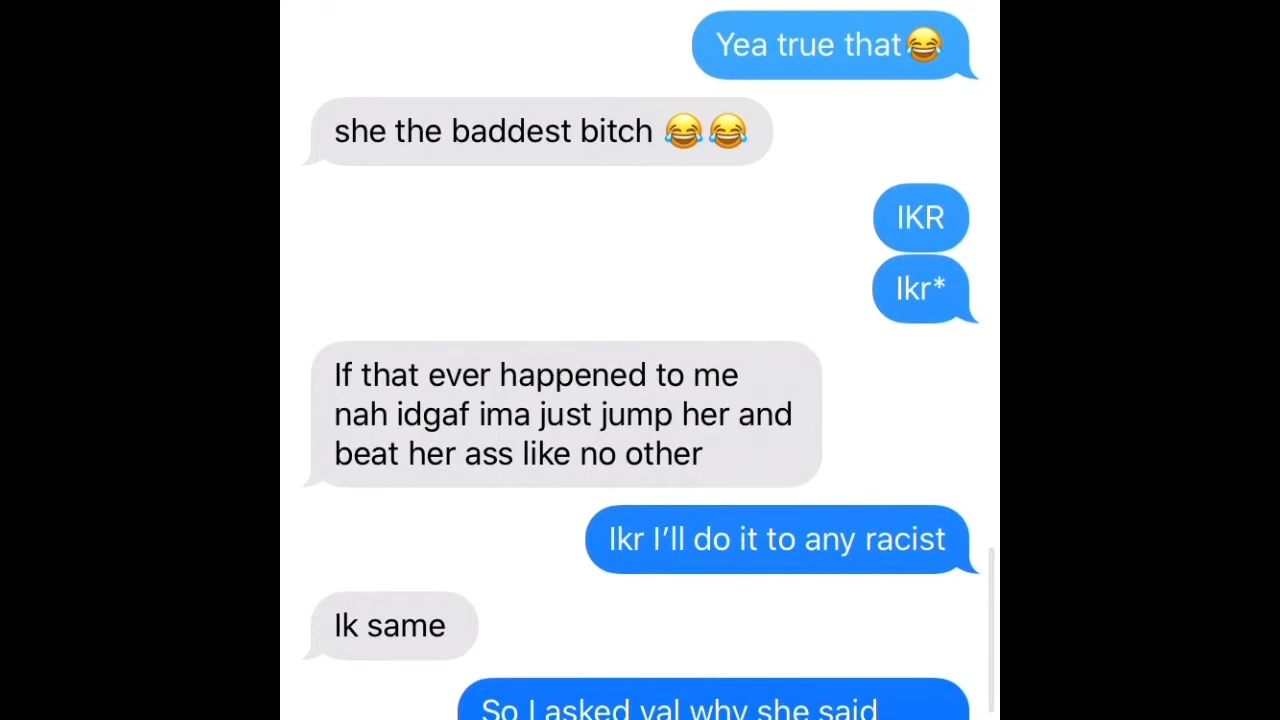 Yea true that😂
she the baddest bitch 😂😂
IKR
Ikr*
If that ever happened to me
nah idgaf ima just jump her and
beat her ass like no other
Ikr I’ll do it to any racist
Ik same
So I asked val why she said